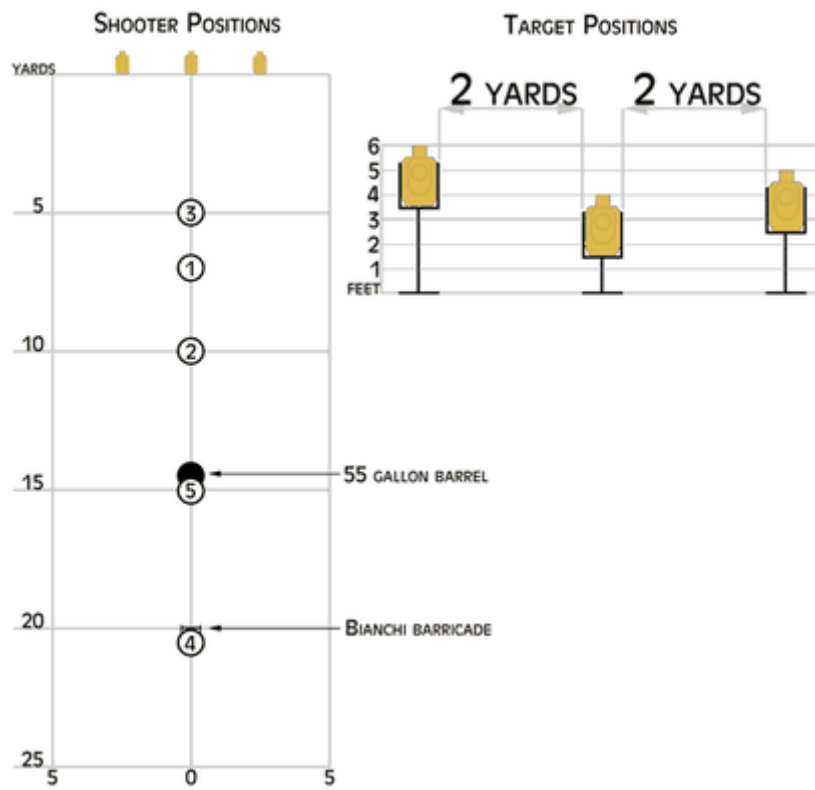 Shooter Positions
YARDS
5
10
15
20
25
5 0 5
3
1
2
5
4
55 GALLON BARREL
BIANCHI BARRICADE
Target Positions
2 YARDS 2 YARDS
6
5
4
3
2
1
FEET